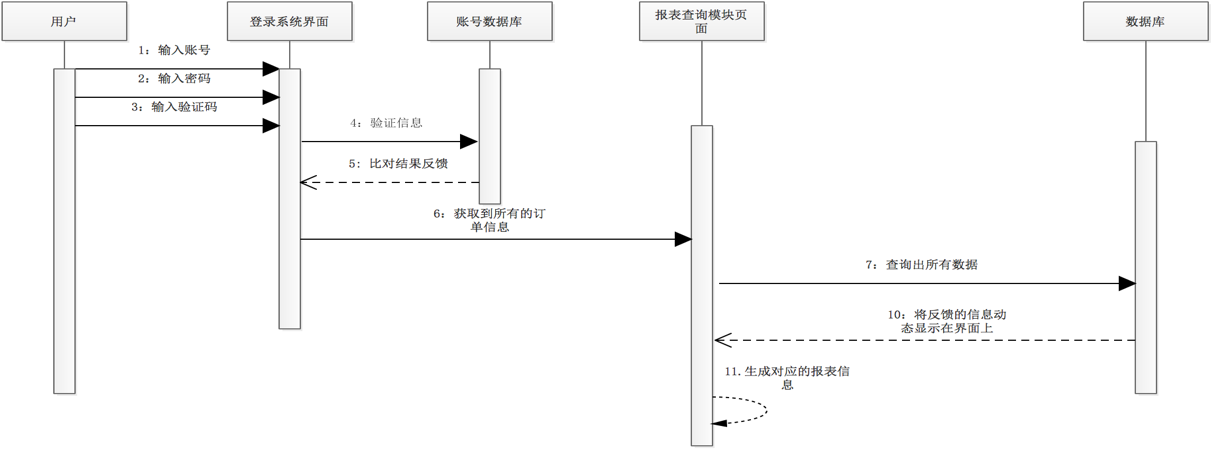 用户
登录系统界面
账号数据库
报表查询模块页
面
数据库
1：输入账号
2：输入密码
3：输入验证码
4：验证信息
5：比对结果反馈
6：获取到所有的订
单信息
7：查询出所有数据
10：将反馈的信息动
态显示在界面上
11.生成对应的报表信
息